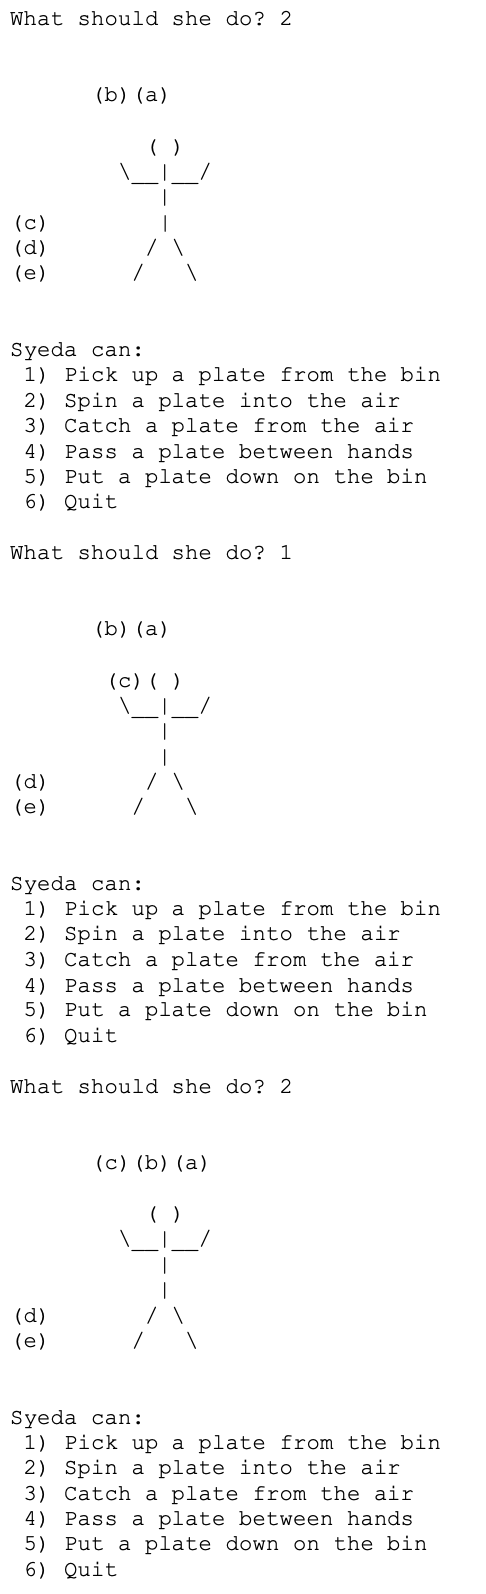 What should she do? 2
(b)(a)
( )
\__|__/
|
(c) |
(d) / \
(e) / \
Syeda can:
1) Pick up a plate from the bin
2) Spin a plate into the air
3) Catch a plate from the air
4) Pass a plate between hands
5) Put a plate down on the bin
6) Quit
What should she do? 1
(b)(a)
(c)( )
\__|__/
|
|
(d) / \
(e) / \
Syeda can:
1) Pick up a plate from the bin
2) Spin a plate into the air
3) Catch a plate from the air
4) Pass a plate between hands
5) Put a plate down on the bin
6) Quit
What should she do? 2
(c)(b)(a)
( )
\__|__/
|
|
(d) / \
(e) / \
Syeda can:
1) Pick up a plate from the bin
2) Spin a plate into the air
3) Catch a plate from the air
4) Pass a plate between hands
5) Put a plate down on the bin
6) Quit